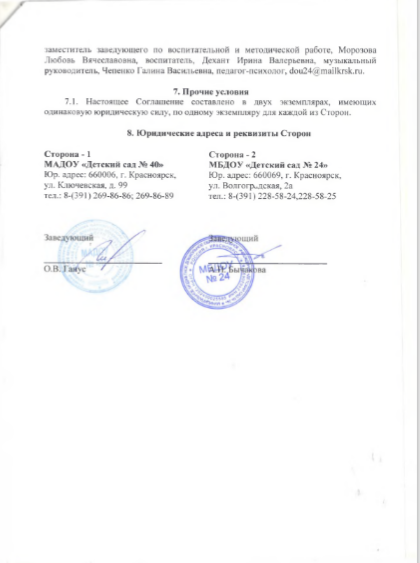 заместитель заведующего по воспитательной и методической работе, Морозова
Любовь Вячеславовна, воспитатель, Дехант Ирина Валерьевна, музыкальный
руководитель, Чепенко Галина Васильевна, педагог-психолог, dou24@mailkrsk.ru.
7. Прочие условия
7.1. Настоящее Соглашение составлено в двух экземплярах, имеющих
одинаковую юридическую силу, по одному экземпляру для каждой из Сторон.
8. Юридические адреса и реквизиты Сторон
Сторона - 1
МАДОУ «Детский сад № 40»
Юр. адрес: 660006, г. Красноярск,
ул. Ключевская, д. 99
тел.: 8-(391) 269-86-86; 269-86-89
Заведующий
О.В.
Сторона - 2
МБДОУ «Детский сад № 24»
Юр. адрес: 660069, г. Красноярск,
ул. Волгоградская, 2а
тел.: 8-(391) 228-58-24,228-58-25
Заведующий
МБДОУ
№ 24